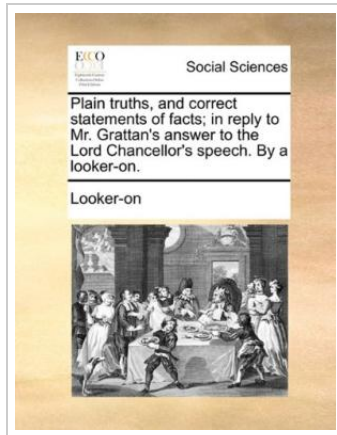 ECCO
Social Sciences
Plain truths, and correct
statements of facts; in reply to
Mr. Grattan's answer to the
Lord Chancellor's speech. By a
looker-on.
Looker-on